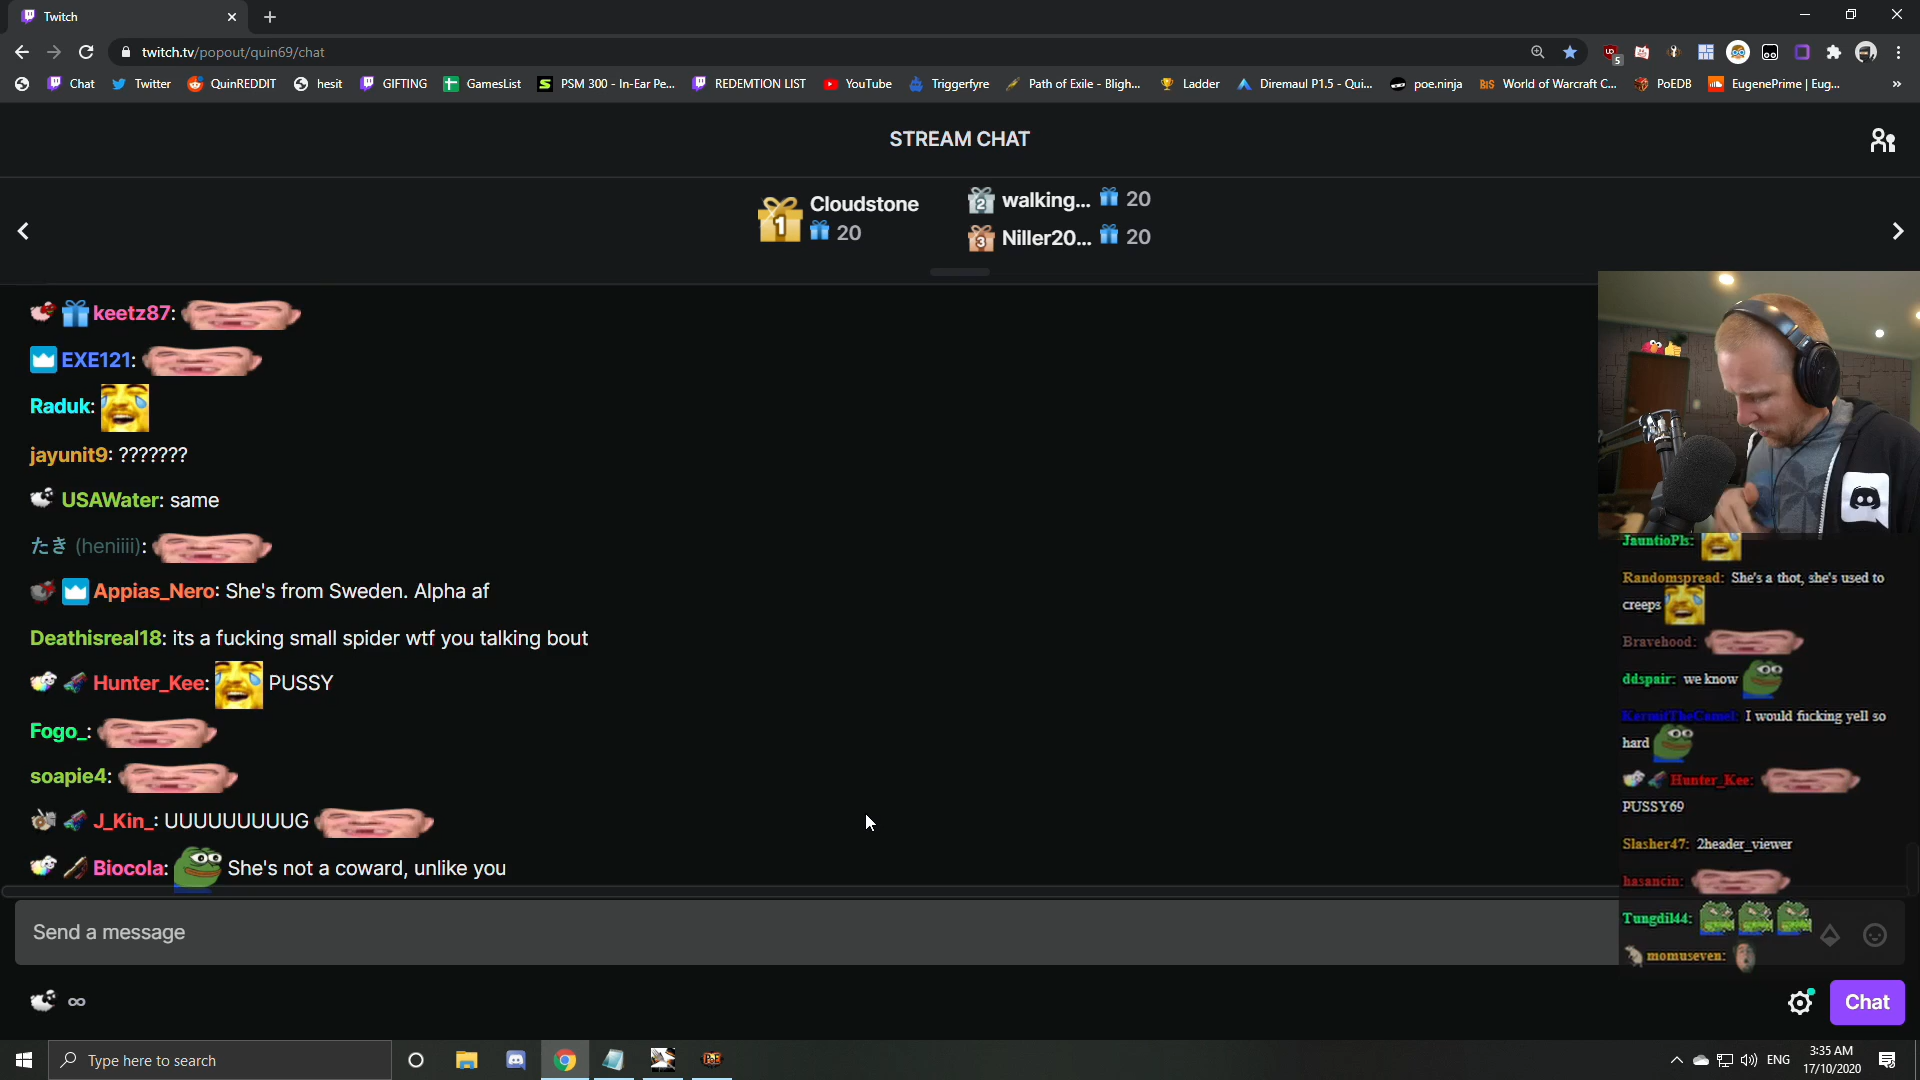 Twitch
twitch.tv/popout/quin69/chat
5
Chat
Twitter
QuinREDDIT
hesit
GIFTING
GamesList
PSM 300 - In-Ear Pe...
REDEMTION LIST
YouTube
Triggerfyre
Path of Exile - Bligh...
Ladder
Diremaul P1.5 - Qui...
poe.ninja
BIS World of Warcraft C...
PoEDB
EugenePrime | Eug...
STREAM CHAT
1 Cloudstone
20
2 walking... 20
3 Niller20... 20
keetz87:
EXE121:
Raduk:
jayunit9: ???????
USAWater: same
たき (heniiii):
Appias_Nero: She's from Sweden. Alpha af
Deathisreal18: its a fucking small spider wtf you talking bout
Hunter_Kee: PUSSY
Fogo_:
soapie4:
J_Kin_: UUUUUUUUUG
Biocola: She's not a coward, unlike you
JauntioPls:
Randomspread: She's a thot, she's used to
creeps
Bravehood:
ddspair: we know
KarmitTheCamel: I would fucking yell so
hard
Hunter_Kee:
PUSSY69
Slasher47: 2header_viewer
hasancin:
Tungdil44:
momuseven:
Send a message
∞
Chat
Type here to search
ENG
3:35 AM
17/10/2020